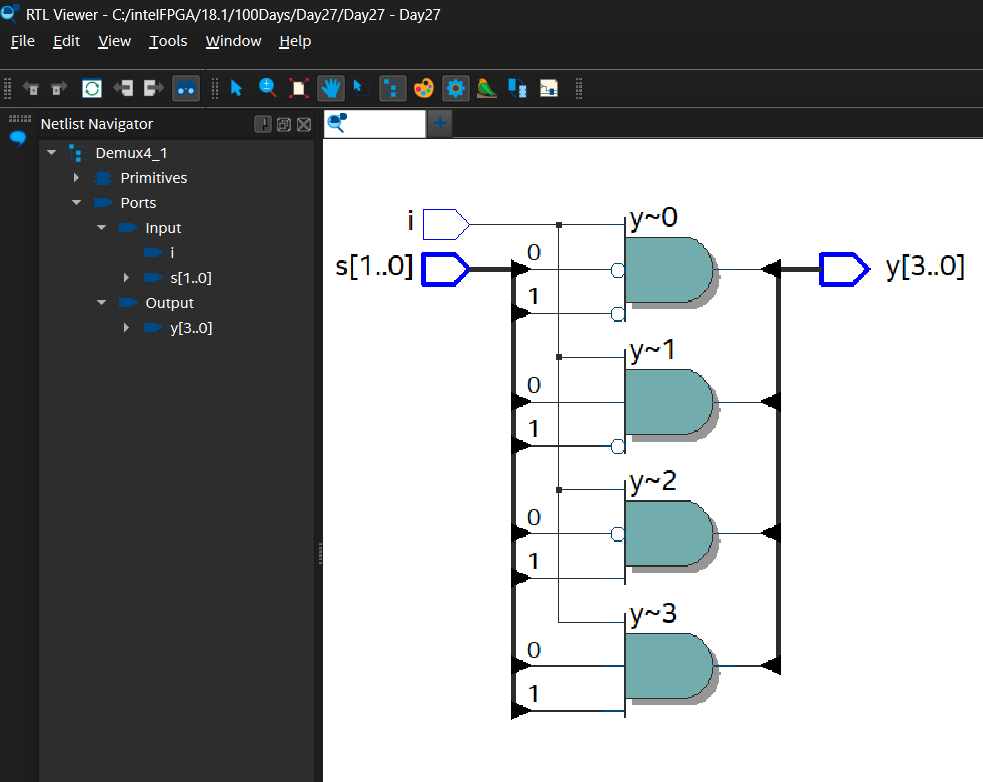 RTL Viewer - C:/intelFPGA/18.1/100Days/Day27/Day27 - Day27
File Edit View Tools Window Help
Netlist Navigator
Demux4_1
Primitives
Ports
Input
i
s[1..0]
Output
y[3..0]
i
s[1..0]
0
1
y~0
y[3..0]
y~1
0
1
y~2
0
1
y~3
0
1